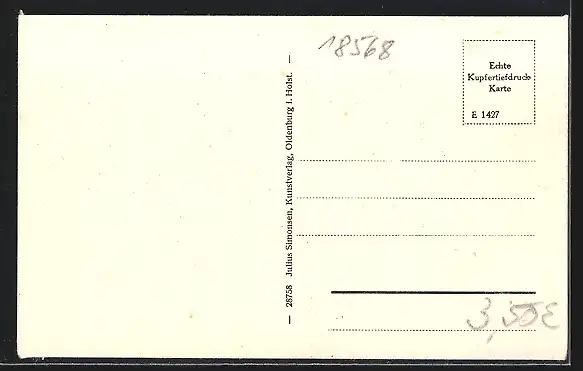 18568
Echte
Kupfertiefdruck
Karte
E 1427
— 28758 Julius Simonsen, Kunstverlag, Oldenburg i. Holst. —
3,50€